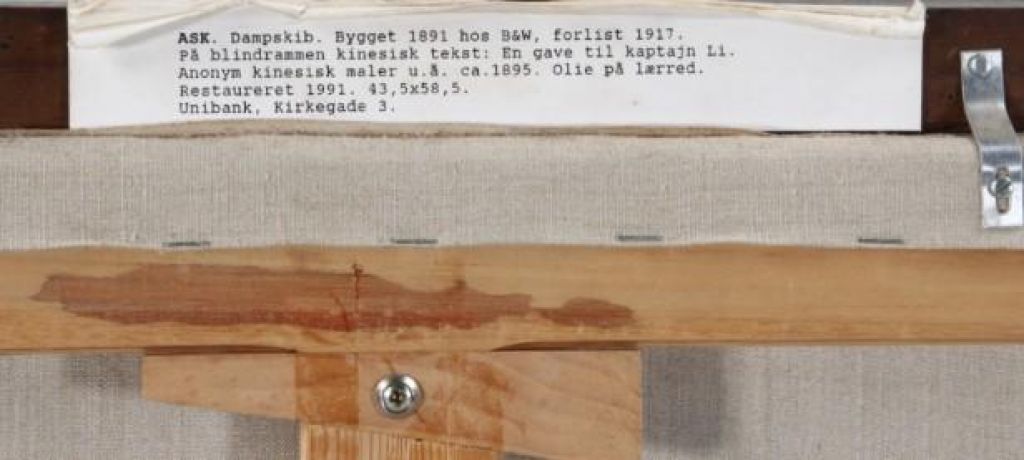 ASK. Dampskib. Bygget 1891 hos B&W, forlist 1917.
På blindrammen kinesisk tekst: En gave til kaptajn Li.
Anonym kinesisk maler u.å. ca.1895. Olie på lærred.
Restaureret 1991. 43,5x58,5.
Unibank, Kirkegade 3.